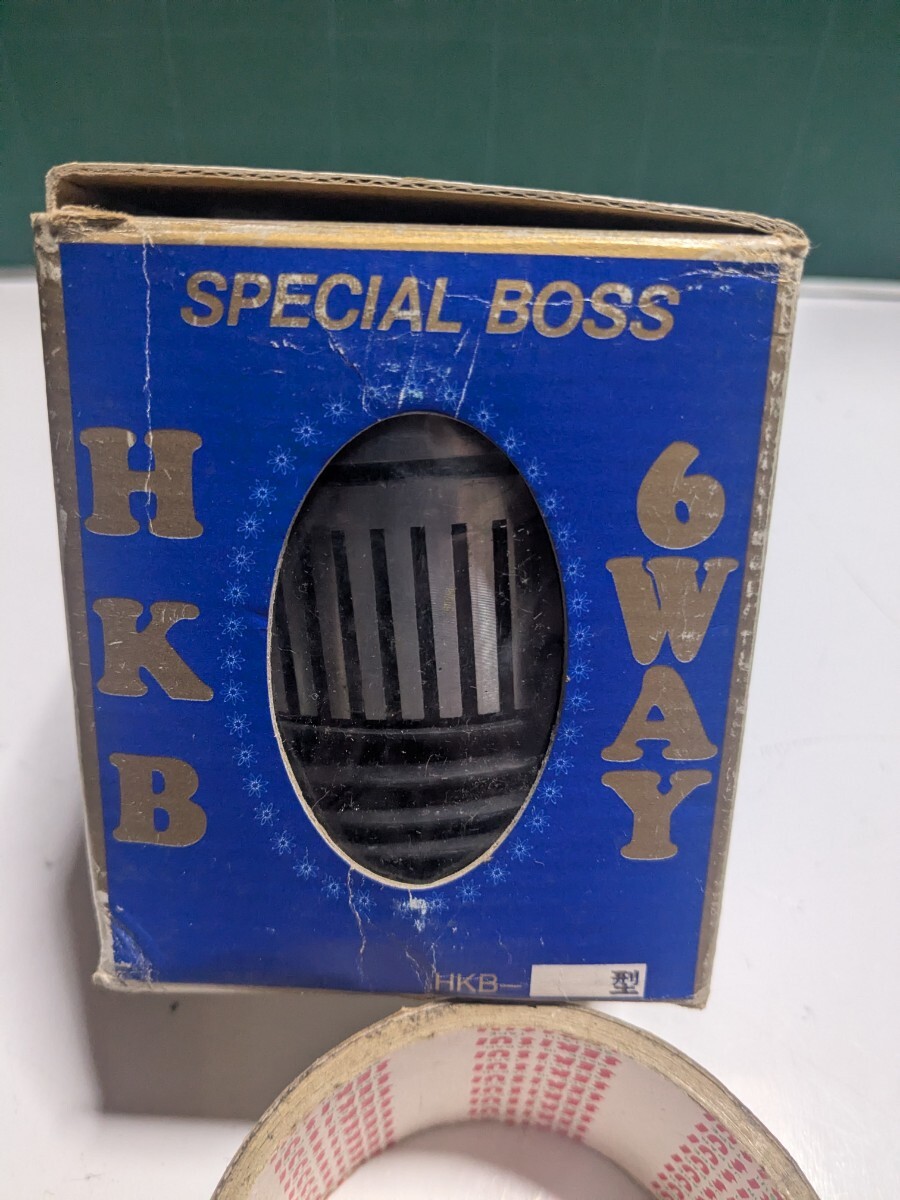 SPECIAL BOSS
HKB
6WAY
HKB– 型